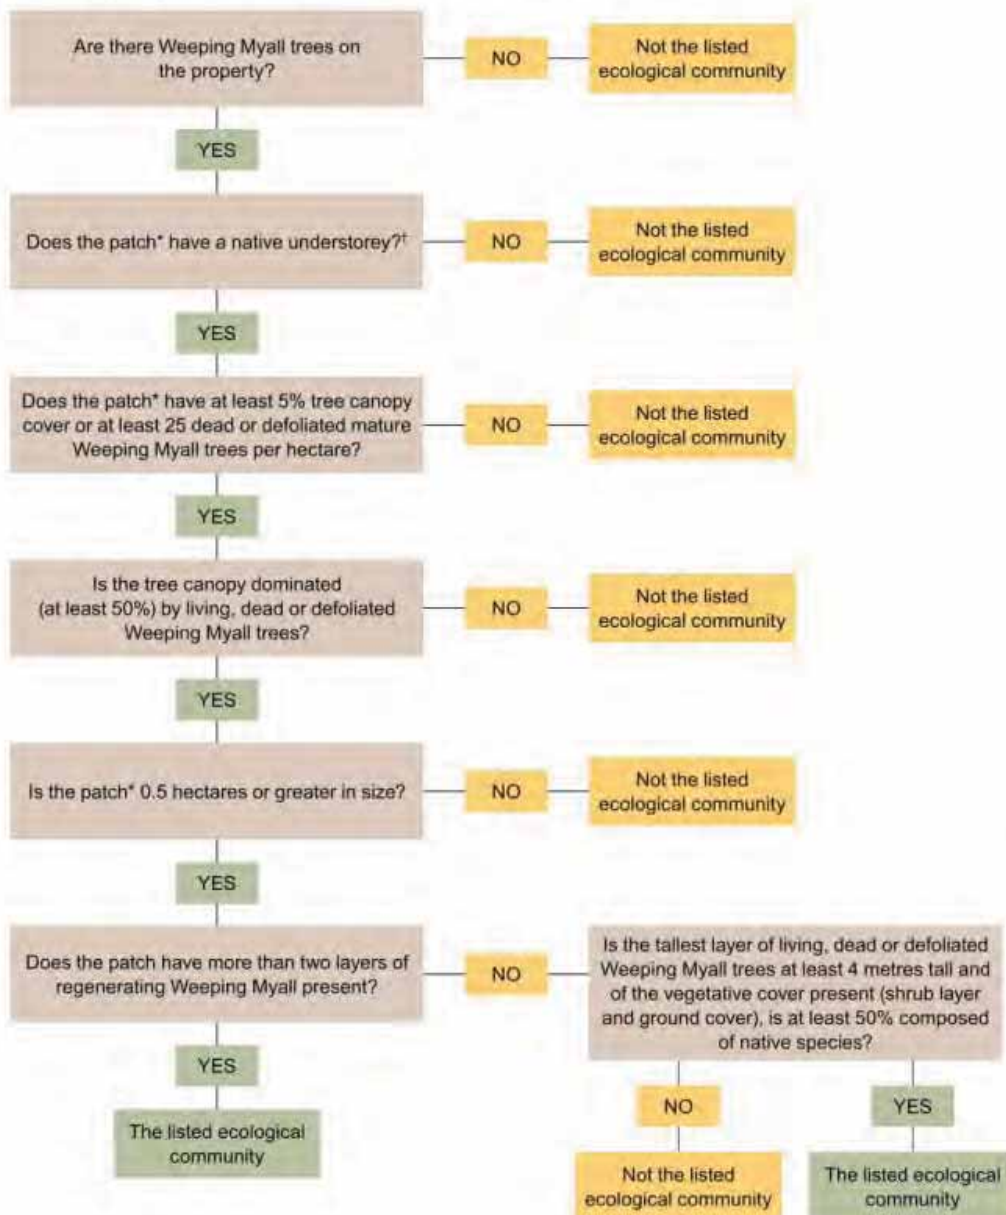 Are there Weeping Myall trees on
the property?
NO
Not the listed
ecological community
YES
Does the patch* have a native understorey?†
NO
Not the listed
ecological community
YES
Does the patch* have at least 5% tree canopy
cover or at least 25 dead or defoliated mature
Weeping Myall trees per hectare?
NO
Not the listed
ecological community
YES
Is the tree canopy dominated
(at least 50%) by living, dead or defoliated
Weeping Myall trees?
NO
Not the listed
ecological community
YES
Is the patch* 0.5 hectares or greater in size?
NO
Not the listed
ecological community
YES
Does the patch have more than two layers of
regenerating Weeping Myall present?
NO
Is the tallest layer of living, dead or defoliated
Weeping Myall trees at least 4 metres tall and
of the vegetative cover present (shrub layer
and ground cover), is at least 50% composed
of native species?
YES
The listed ecological
community
NO
Not the listed
ecological community
YES
The listed ecological
community